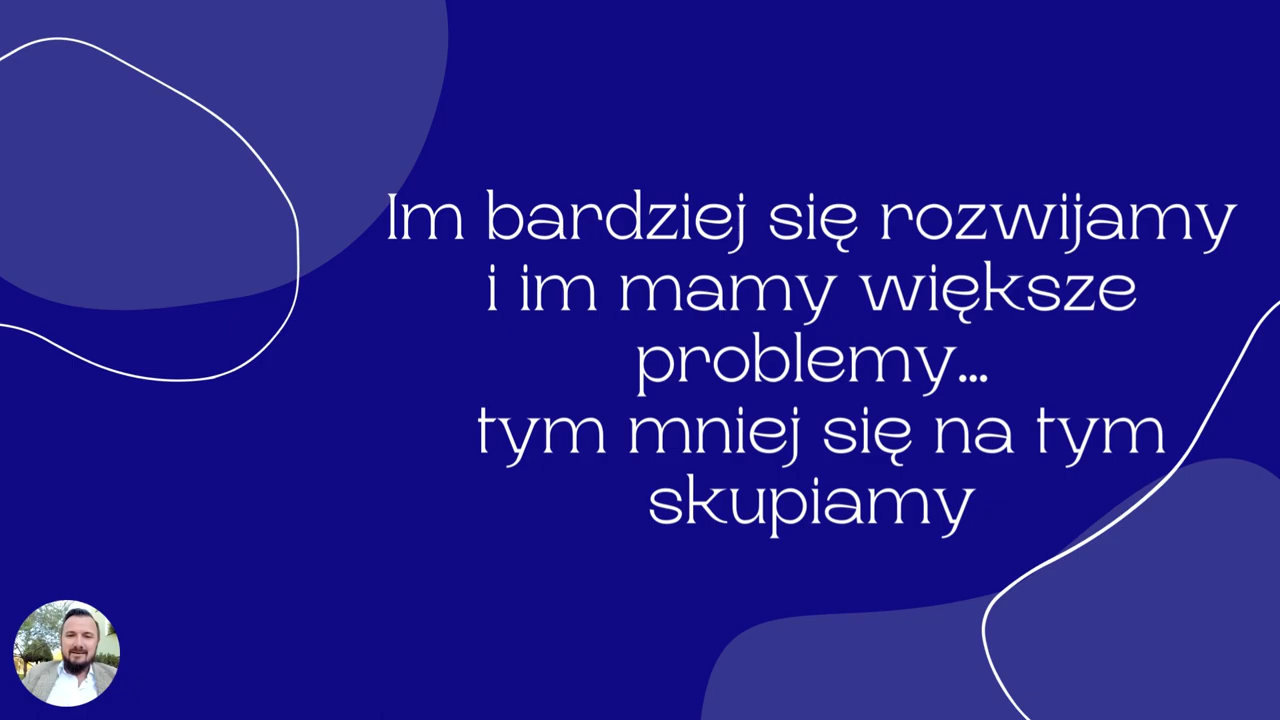 Im bardziej się rozwijamy
i im mamy większe
problemy...
tym mniej się na tym
skupiamy